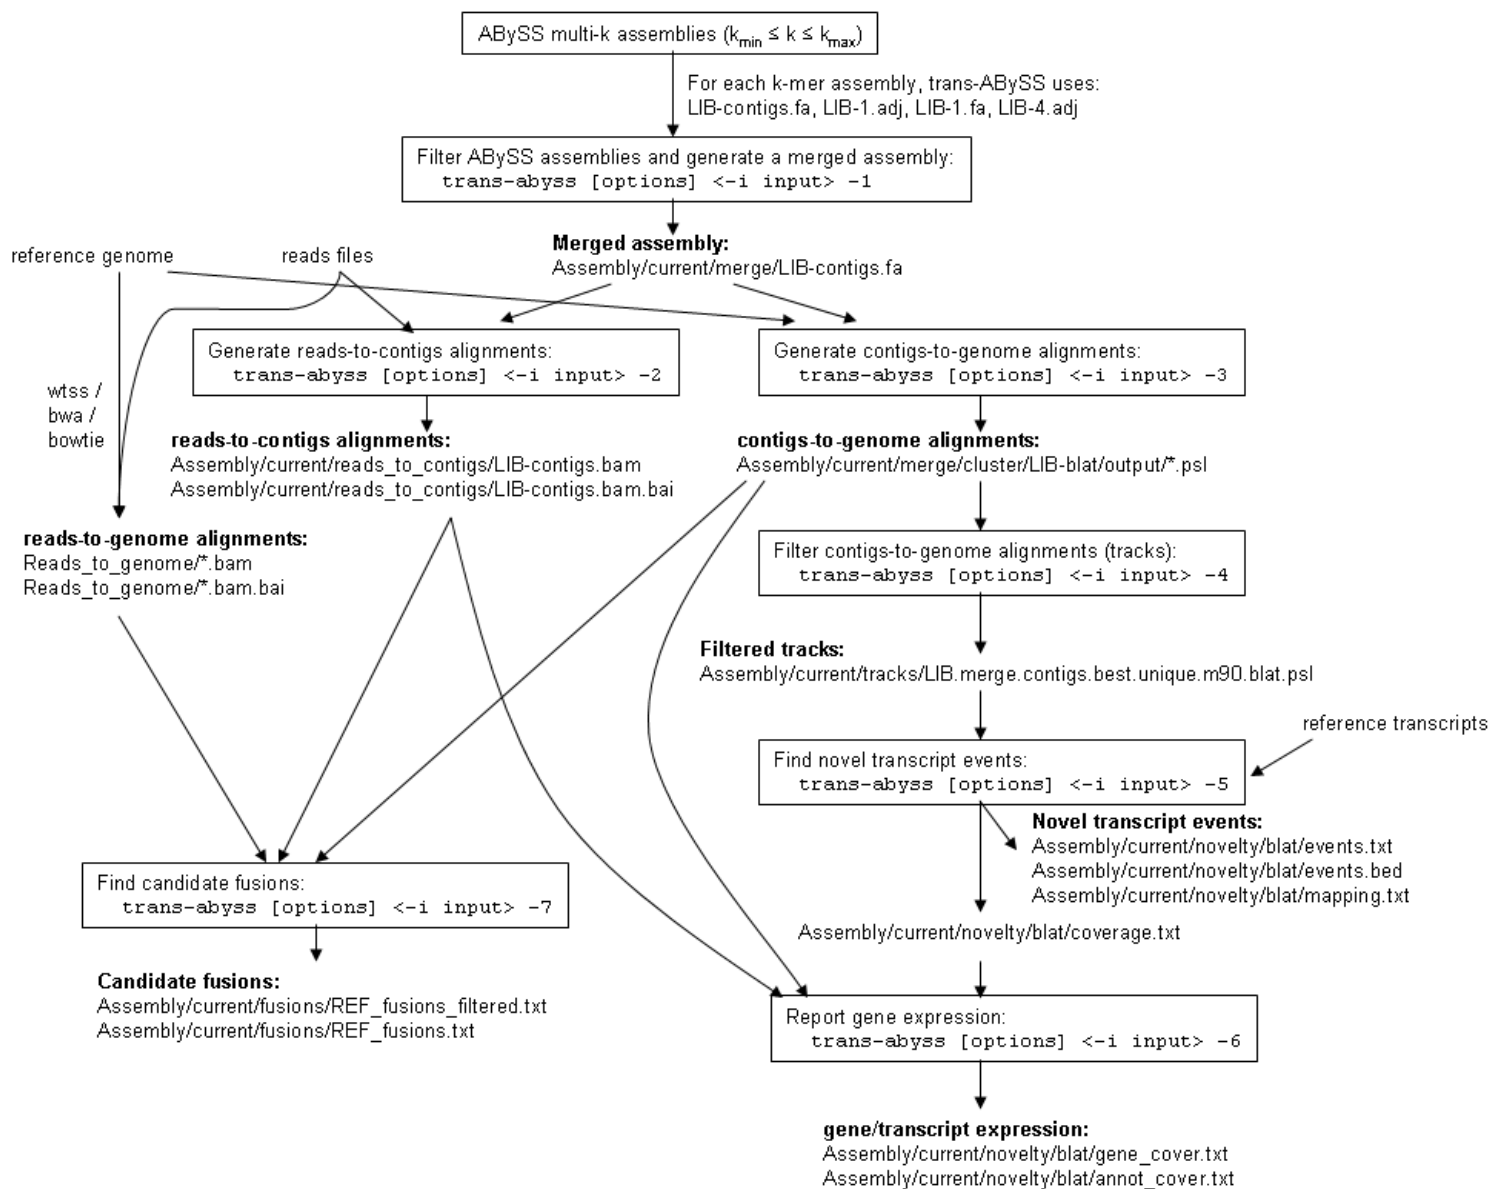 ABySS multi-k assemblies (kmin ≤ k ≤ kmax)
For each k-mer assembly, trans-ABySS uses:
LIB-contigs.fa, LIB-1.adj, LIB-1.fa, LIB-4.adj
Filter ABySS assemblies and generate a merged assembly:
trans-abyss [options] <-i input> -1
reference genome
reads files
Merged assembly:
Assembly/current/merge/LIB-contigs.fa
Generate reads-to-contigs alignments:
trans-abyss [options] <-i input> -2
Generate contigs-to-genome alignments:
trans-abyss [options] <-i input> -3
wtss /
bwa /
bowtie
reads-to-contigs alignments:
Assembly/current/reads_to_contigs/LIB-contigs.bam
Assembly/current/reads_to_contigs/LIB-contigs.bam.bai
contigs-to-genome alignments:
Assembly/current/merge/cluster/LIB-blat/output/*.psl
reads-to-genome alignments:
Reads_to_genome/*.bam
Reads_to_genome/*.bam.bai
Filter contigs-to-genome alignments (tracks):
trans-abyss [options] <-i input> -4
Filtered tracks:
Assembly/current/tracks/LIB.merge.contigs.best.unique.m90.blat.psl
reference transcripts
Find novel transcript events:
trans-abyss [options] <-i input> -5
Novel transcript events:
Assembly/current/novelty/blat/events.txt
Assembly/current/novelty/blat/events.bed
Assembly/current/novelty/blat/mapping.txt
Find candidate fusions:
trans-abyss [options] <-i input> -7
Assembly/current/novelty/blat/coverage.txt
Candidate fusions:
Assembly/current/fusions/REF_fusions_filtered.txt
Assembly/current/fusions/REF_fusions.txt
Report gene expression:
trans-abyss [options] <-i input> -6
gene/transcript expression:
Assembly/current/novelty/blat/gene_cover.txt
Assembly/current/novelty/blat/annot_cover.txt